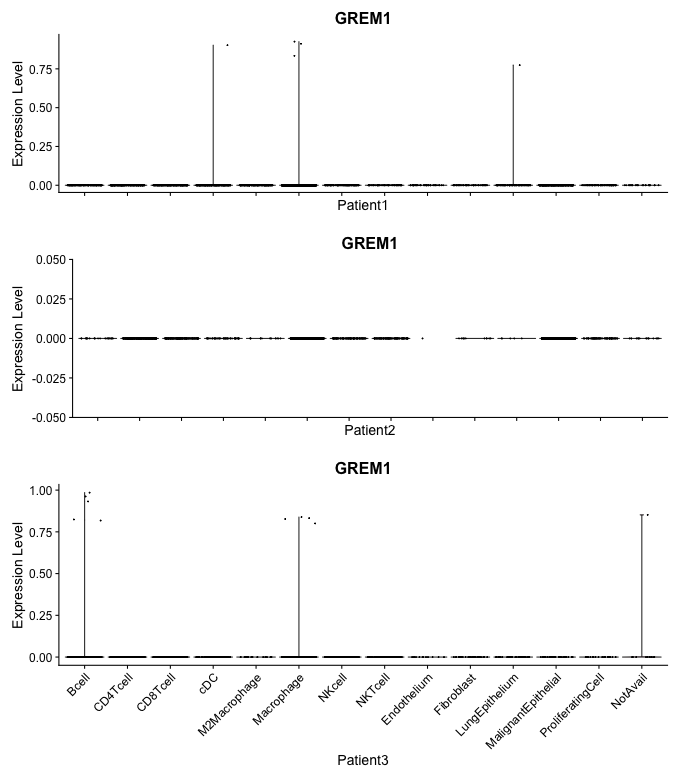 GREM1
Expression Level
0.75
0.50
0.25
0.00
Patient1
GREM1
Expression Level
0.050
0.025
0.000
-0.025
-0.050
Patient2
GREM1
Expression Level
1.00
0.75
0.50
0.25
0.00
Bcell
CD4Tcell
CD8Tcell
cDC
M2Macrophage
Macrophage
NKcell
NKTcell
Endothelium
Fibroblast
LungEpithelium
MalignantEpithelial
ProliferatingCell
NotAvail
Patient3